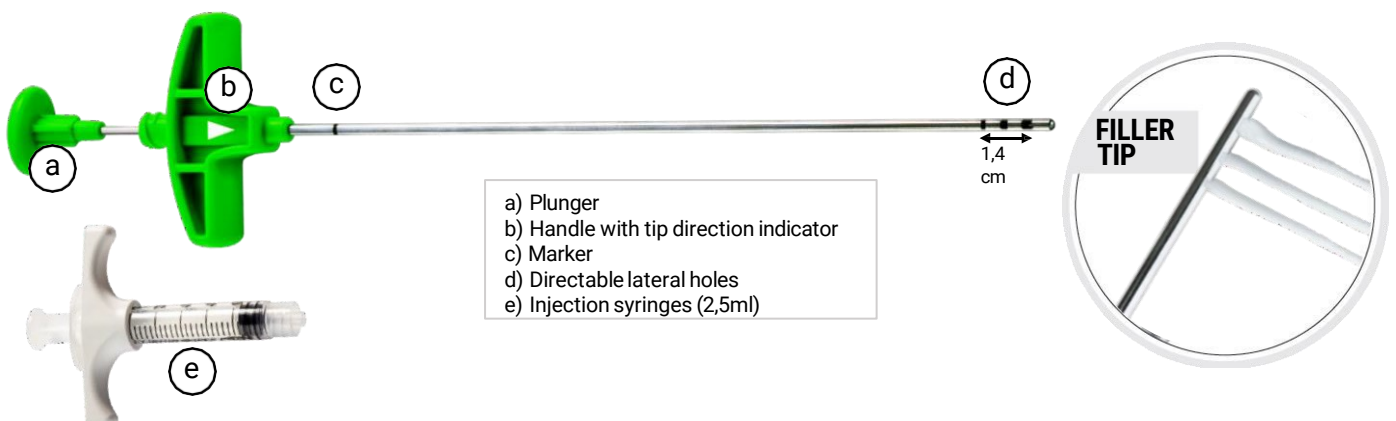 a
b
c
d
1,4
cm
FILLER
TIP
a) Plunger
b) Handle with tip direction indicator
c) Marker
d) Directable lateral holes
e) Injection syringes (2,5ml)
e